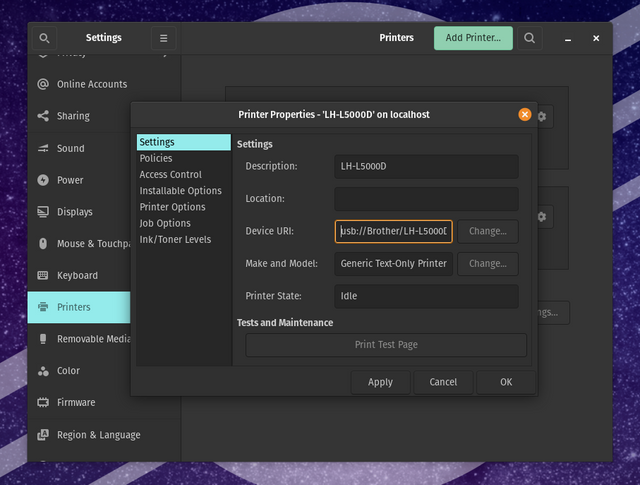 Settings
Printers
Add Printer...
Online Accounts
Sharing
Sound
Power
Displays
Mouse & Touchpa
Keyboard
Printers
Removable Media
Color
Firmware
Region & Language
Printer Properties - 'LH-L5000D' on localhost
Settings
Policies
Access Control
Installable Options
Printer Options
Job Options
Ink/Toner Levels
Settings
Description: LH-L5000D
Location:
Device URI: usb://Brother/LH-L5000D Change...
Make and Model: Generic Text-Only Printer Change...
Printer State: Idle
Tests and Maintenance
Print Test Page
Apply Cancel OK
ngs...